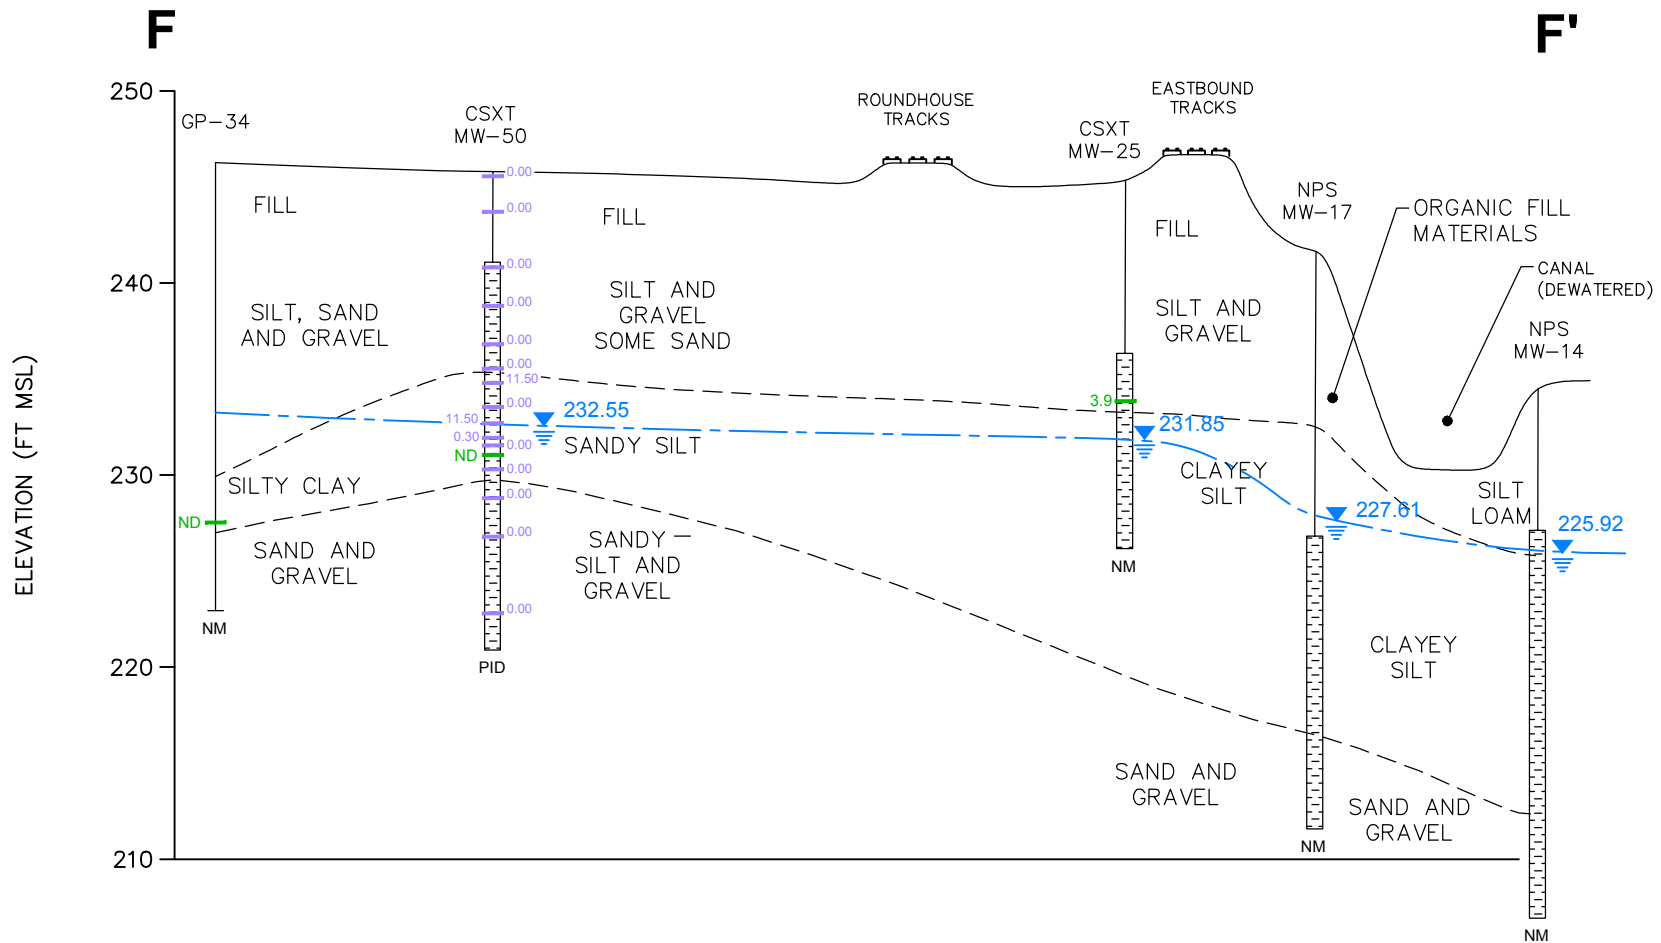 F
F'
250
240
230
220
210
ELEVATION (FT MSL)
GP-34
CSXT
MW-50
ROUNDHOUSE
TRACKS
EASTBOUND
TRACKS
CSXT
MW-25
NPS
MW-17
ORGANIC FILL
MATERIALS
CANAL
(DEWATERED)
NPS
MW-14
FILL
FILL
FILL
SILT, SAND
AND GRAVEL
SILT AND
GRAVEL
SOME SAND
SILT AND
GRAVEL
0.00
0.00
0.00
0.00
0.00
0.00
11.50
0.00
11.50
0.30
0.00
ND
0.00
0.00
0.00
0.00
232.55
SANDY SILT
3.9
231.85
CLAYEY
SILT
227.61
SILT
LOAM
225.92
SILTY CLAY
ND
SAND AND
GRAVEL
SANDY
SILT AND
GRAVEL
NM
PID
NM
CLAYEY
SILT
SAND AND
GRAVEL
SAND AND
GRAVEL
NM
NM